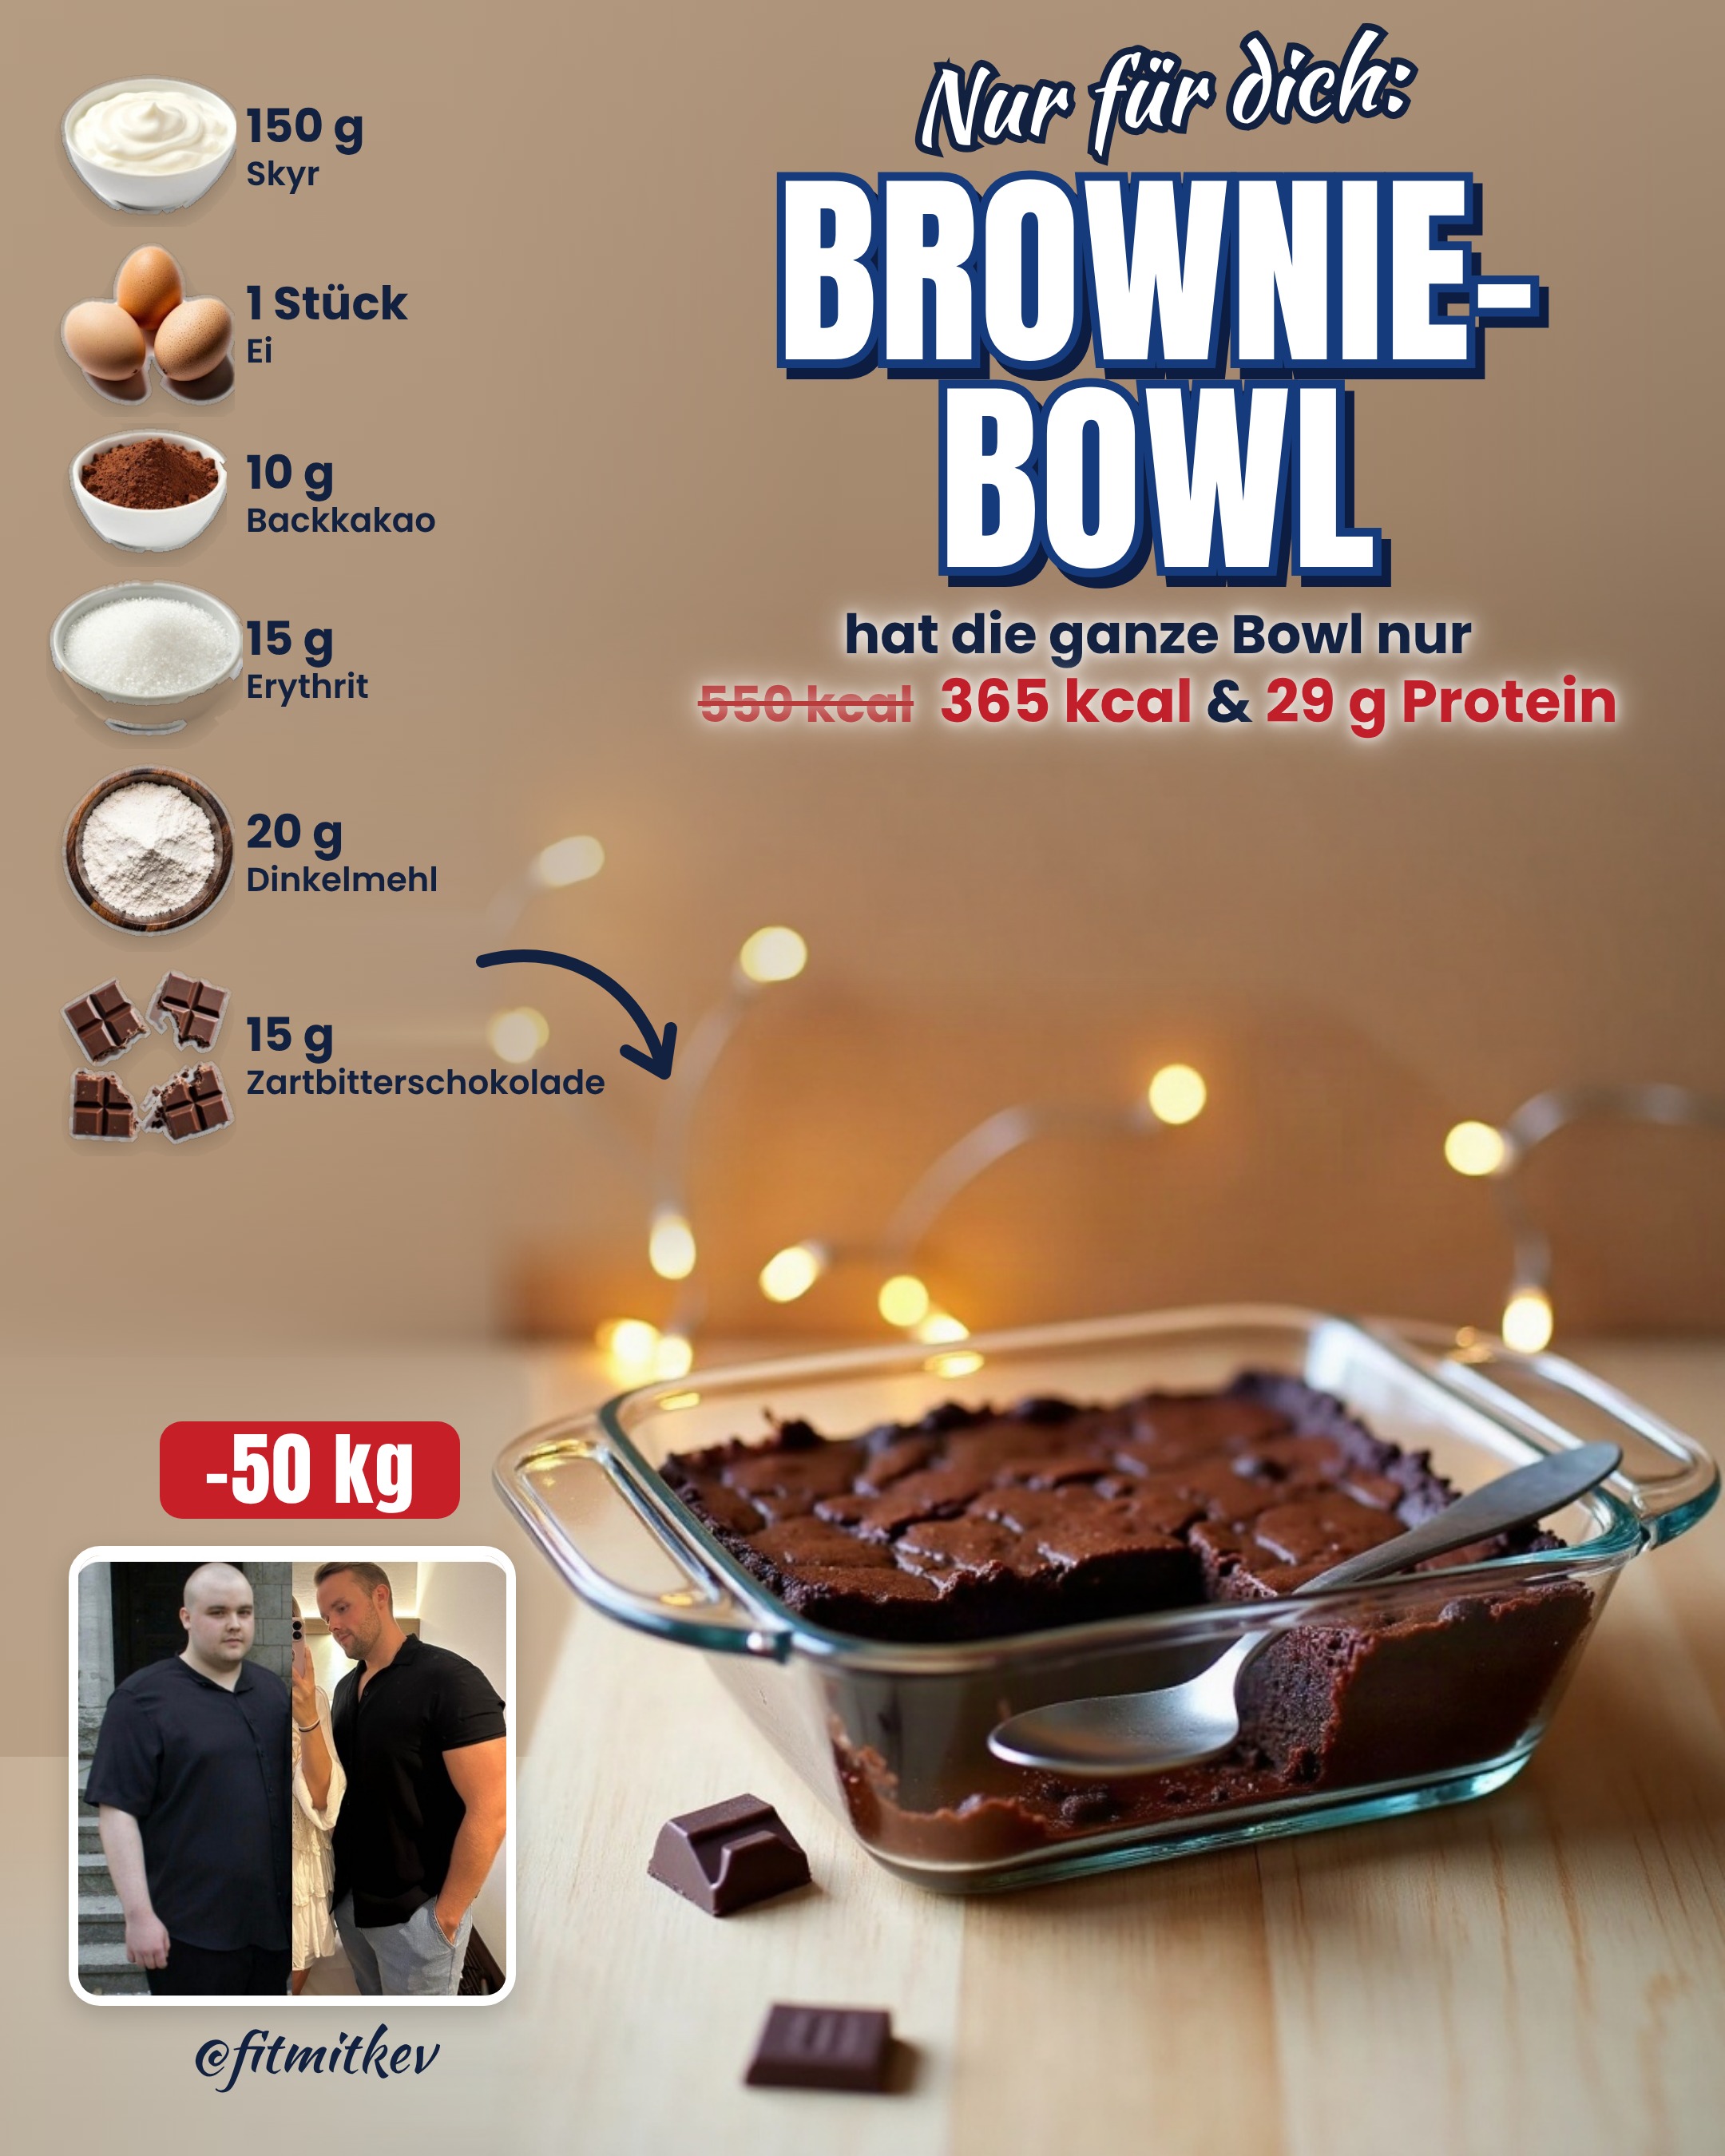 Nur für dich:
BROWNIE-
BOWL
hat die ganze Bowl nur
550 kcal 365 kcal & 29 g Protein
150 g
Skyr
1 Stück
Ei
10 g
Backkakao
15 g
Erythrit
20 g
Dinkelmehl
15 g
Zartbitterschokolade
-50 kg
@fitmitkev